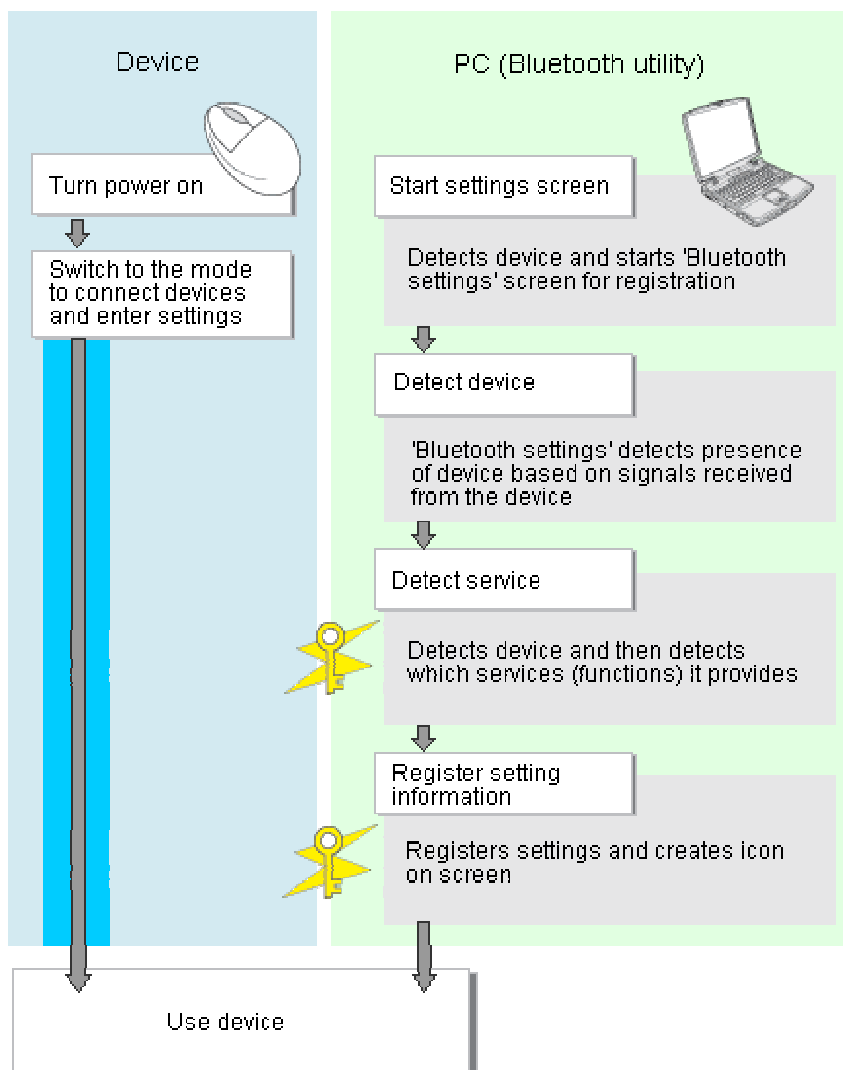 Device
Turn power on
Switch to the mode
to connect devices
and enter settings
PC (Bluetooth utility)
Start settings screen
Detects device and starts 'Bluetooth
settings' screen for registration
Detect device
'Bluetooth settings' detects presence
of device based on signals received
from the device
Detect service
Detects device and then detects
which services (functions) it provides
Register setting
information
Registers settings and creates icon
on screen
Use device